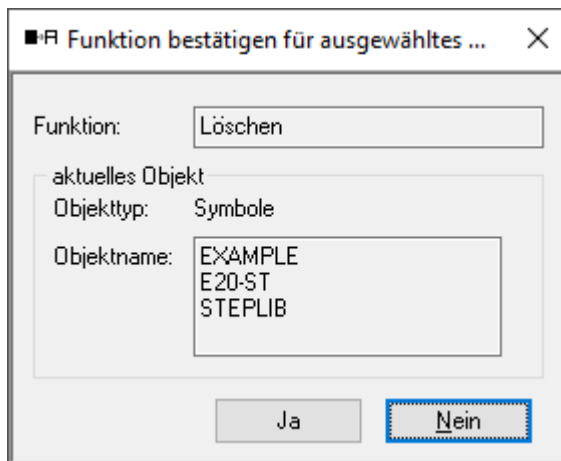 Funktion bestätigen für ausgewähltes ...
Funktion: Löschen
aktuelles Objekt
Objekttyp: Symbole
Objektname: EXAMPLE
E20-ST
STEPLIB
Ja Nein